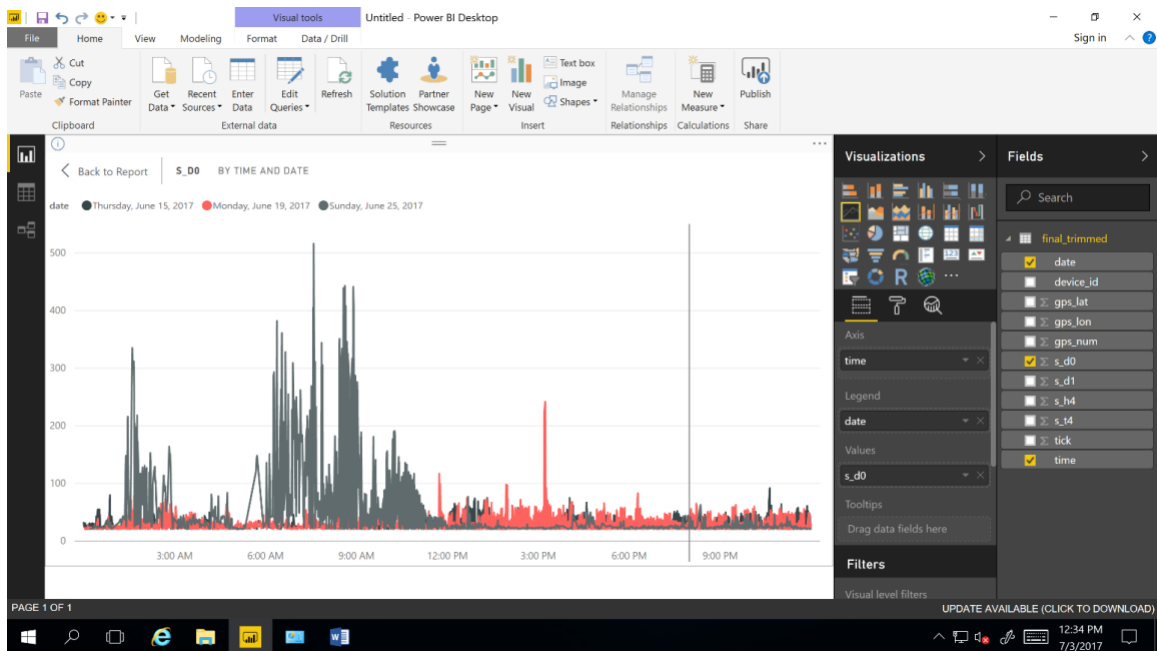 Visual tools
Untitled - Power BI Desktop
File Home View Modeling Format Data / Drill Sign in
Paste
Cut
Copy
Format Painter
Get Data
Recent Sources
Enter Data
Edit Queries
Refresh
Solution Templates
Partner Showcase
New Page
New Visual
Text box
Image
Shapes
Manage Relationships
New Measure
Publish
Clipboard External data Resources Insert Relationships Calculations Share
Back to Report S_D0 BY TIME AND DATE
date Thursday, June 15, 2017 Monday, June 19, 2017 Sunday, June 25, 2017
500
400
300
200
100
0
3:00 AM 6:00 AM 9:00 AM 12:00 PM 3:00 PM 6:00 PM 9:00 PM
Visualizations
R
Axis
time
Legend
date
Values
s_d0
Tooltips
Drag data fields here
Filters
Visual level filters
Fields
Search
final_trimmed
date
device_id
Σ gps_lat
Σ gps_lon
Σ gps_num
Σ s_d0
Σ s_d1
Σ s_h4
Σ s_t4
Σ tick
time
PAGE 1 OF 1
UPDATE AVAILABLE (CLICK TO DOWNLOAD)
12:34 PM
7/3/2017